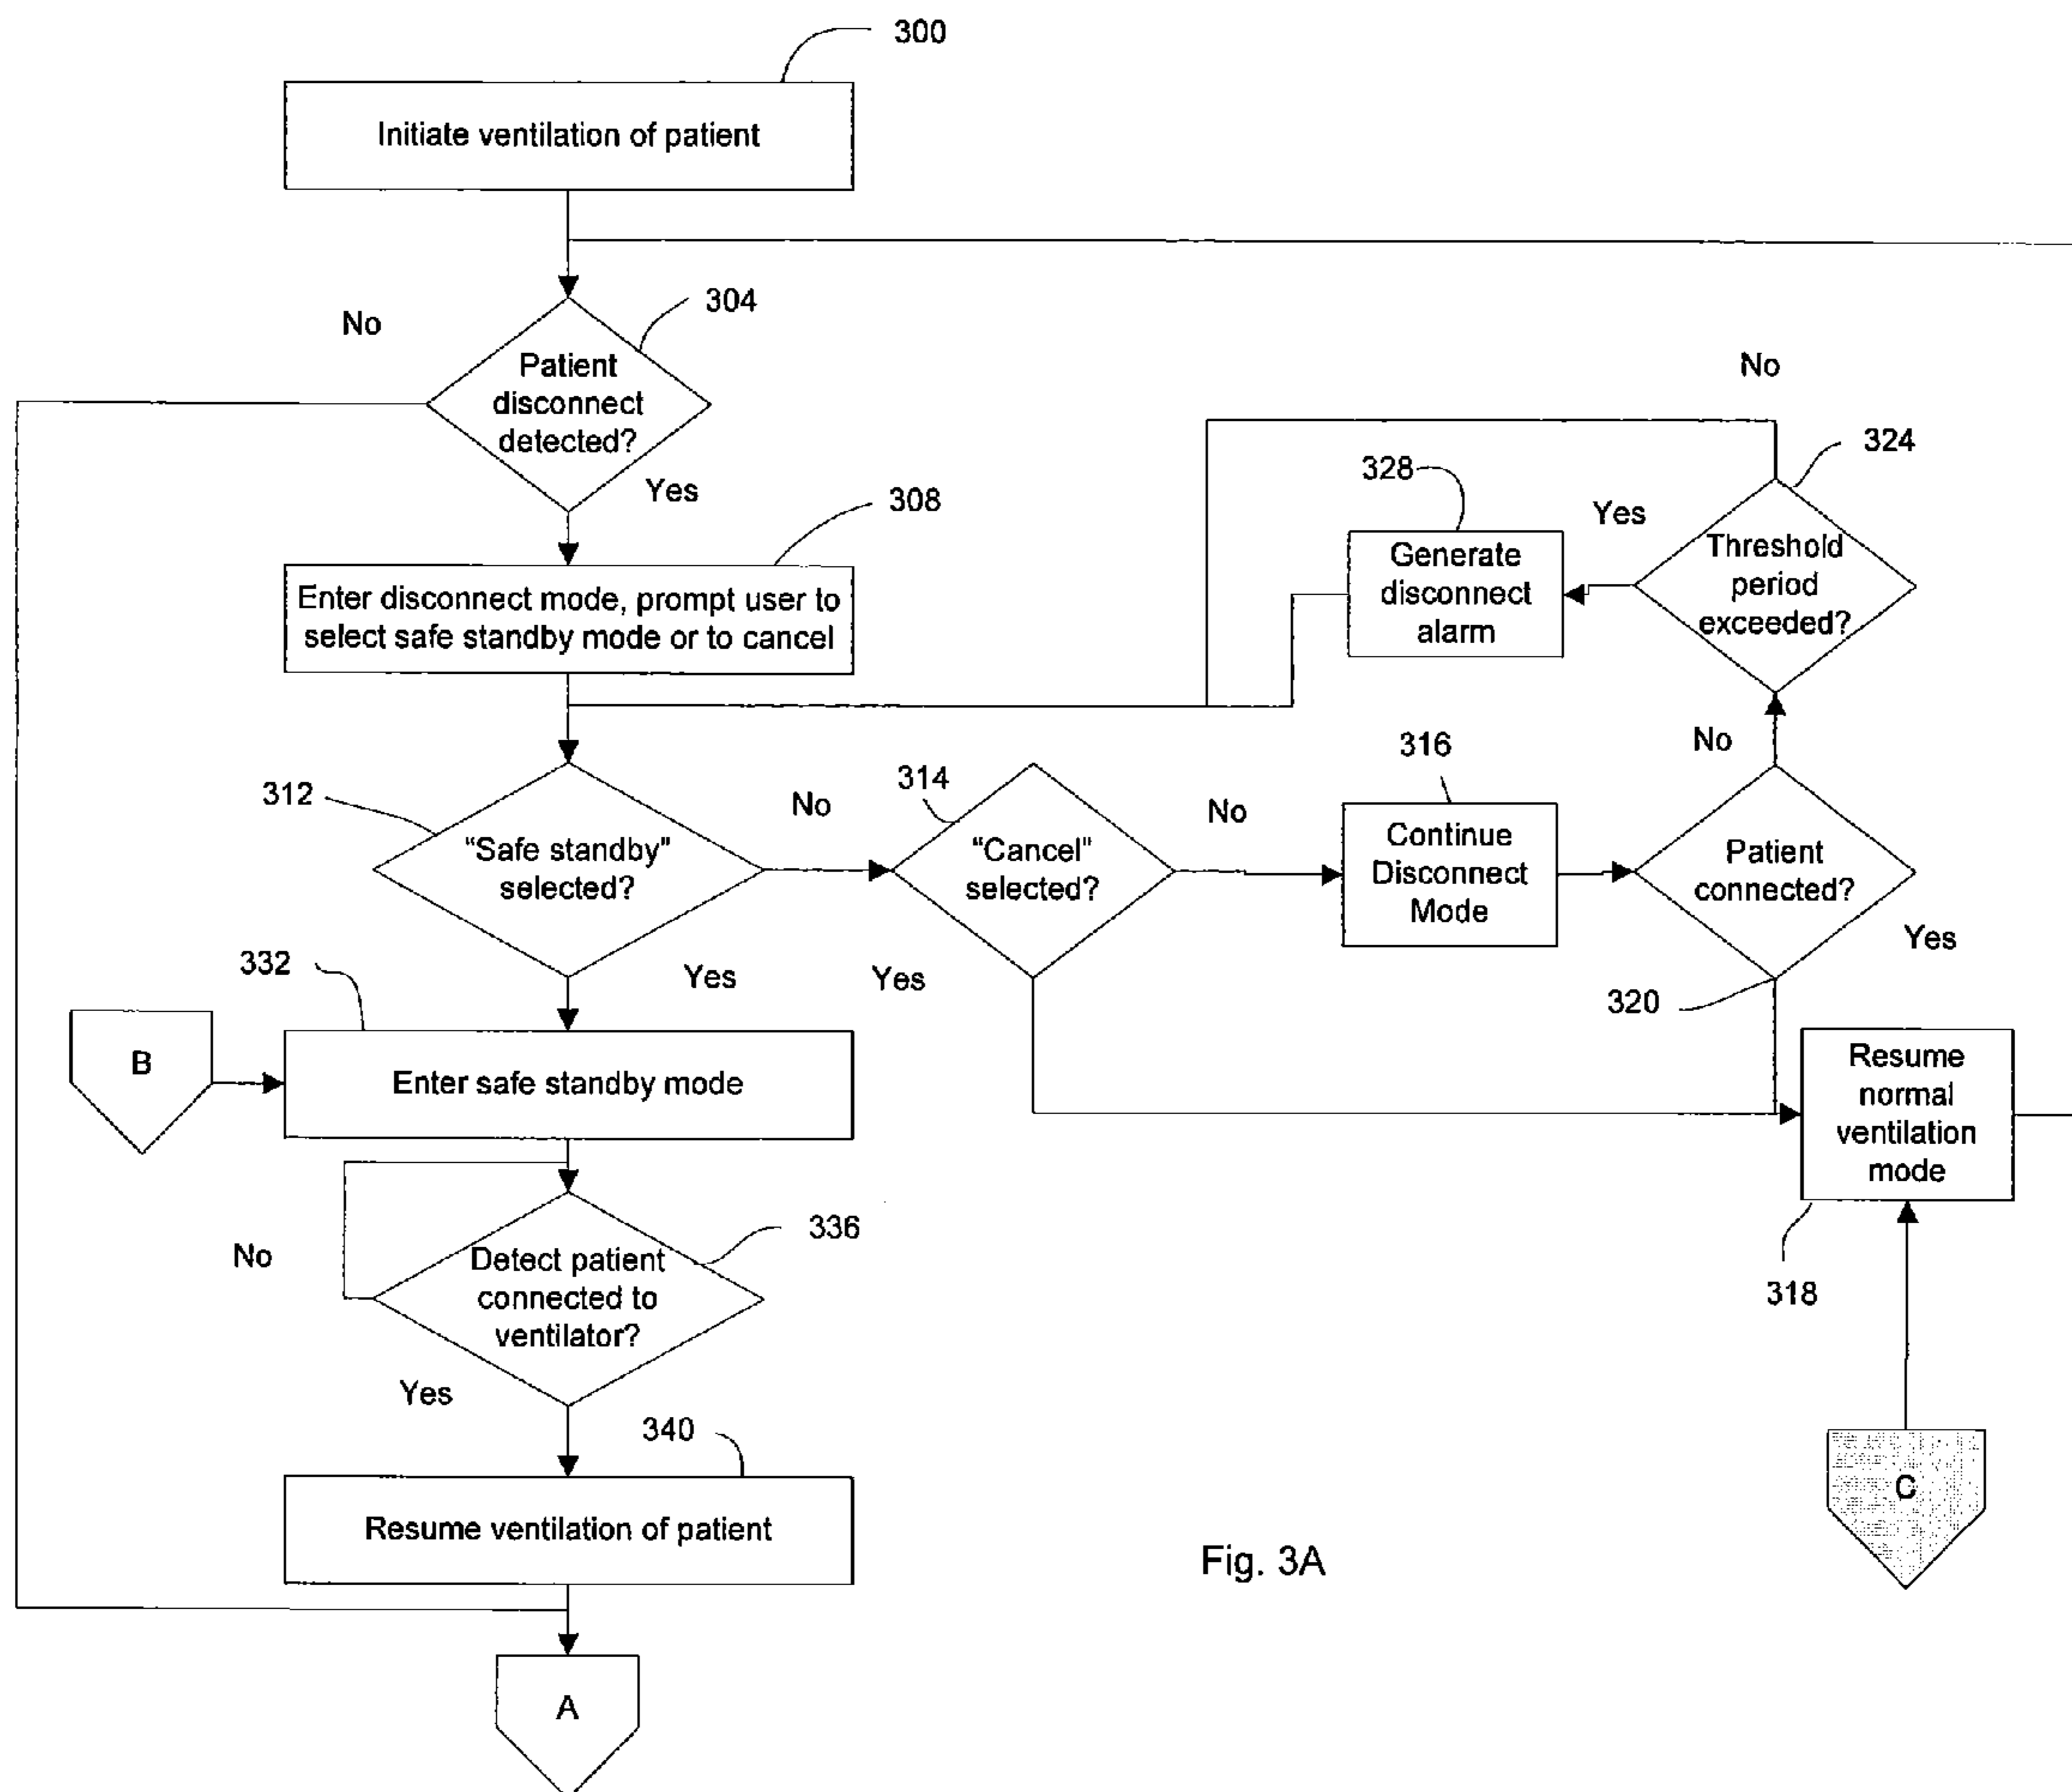 300
Initiate ventilation of patient
304
No
Patient
disconnect
detected?
Yes
308
Enter disconnect mode, prompt user to
select safe standby mode or to cancel
No
324
328
Yes
Threshold
period
exceeded?
Generate
disconnect
alarm
No
316
312
"Safe standby"
selected?
No
314
"Cancel"
selected?
No
Continue
Disconnect
Mode
Patient
connected?
Yes
320
332
Yes
Yes
B
Enter safe standby mode
Resume
normal
ventilation
mode
318
336
No
Detect patient
connected to
ventilator?
Yes
340
Resume ventilation of patient
C
Fig. 3A
A